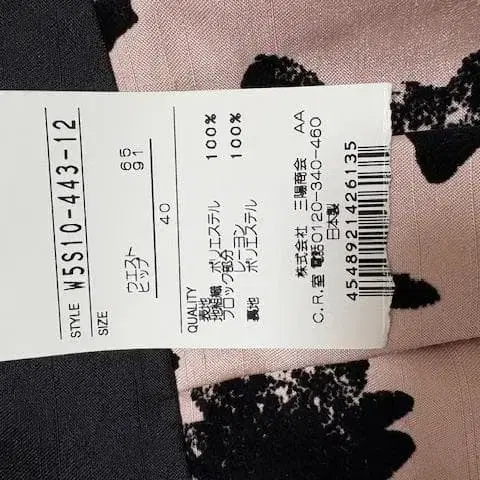 STYLE W5S10-443-12
SIZE
ウエスト 65
ヒップ 91
40
QUALITY
表地
地組織 ポリエステル 100%
フロック部分 レーヨン
裏地 ポリエステル 100%
株式会社 三陽商会 AA
C.R.室 電話0120-340-460
日本製
4548921426135